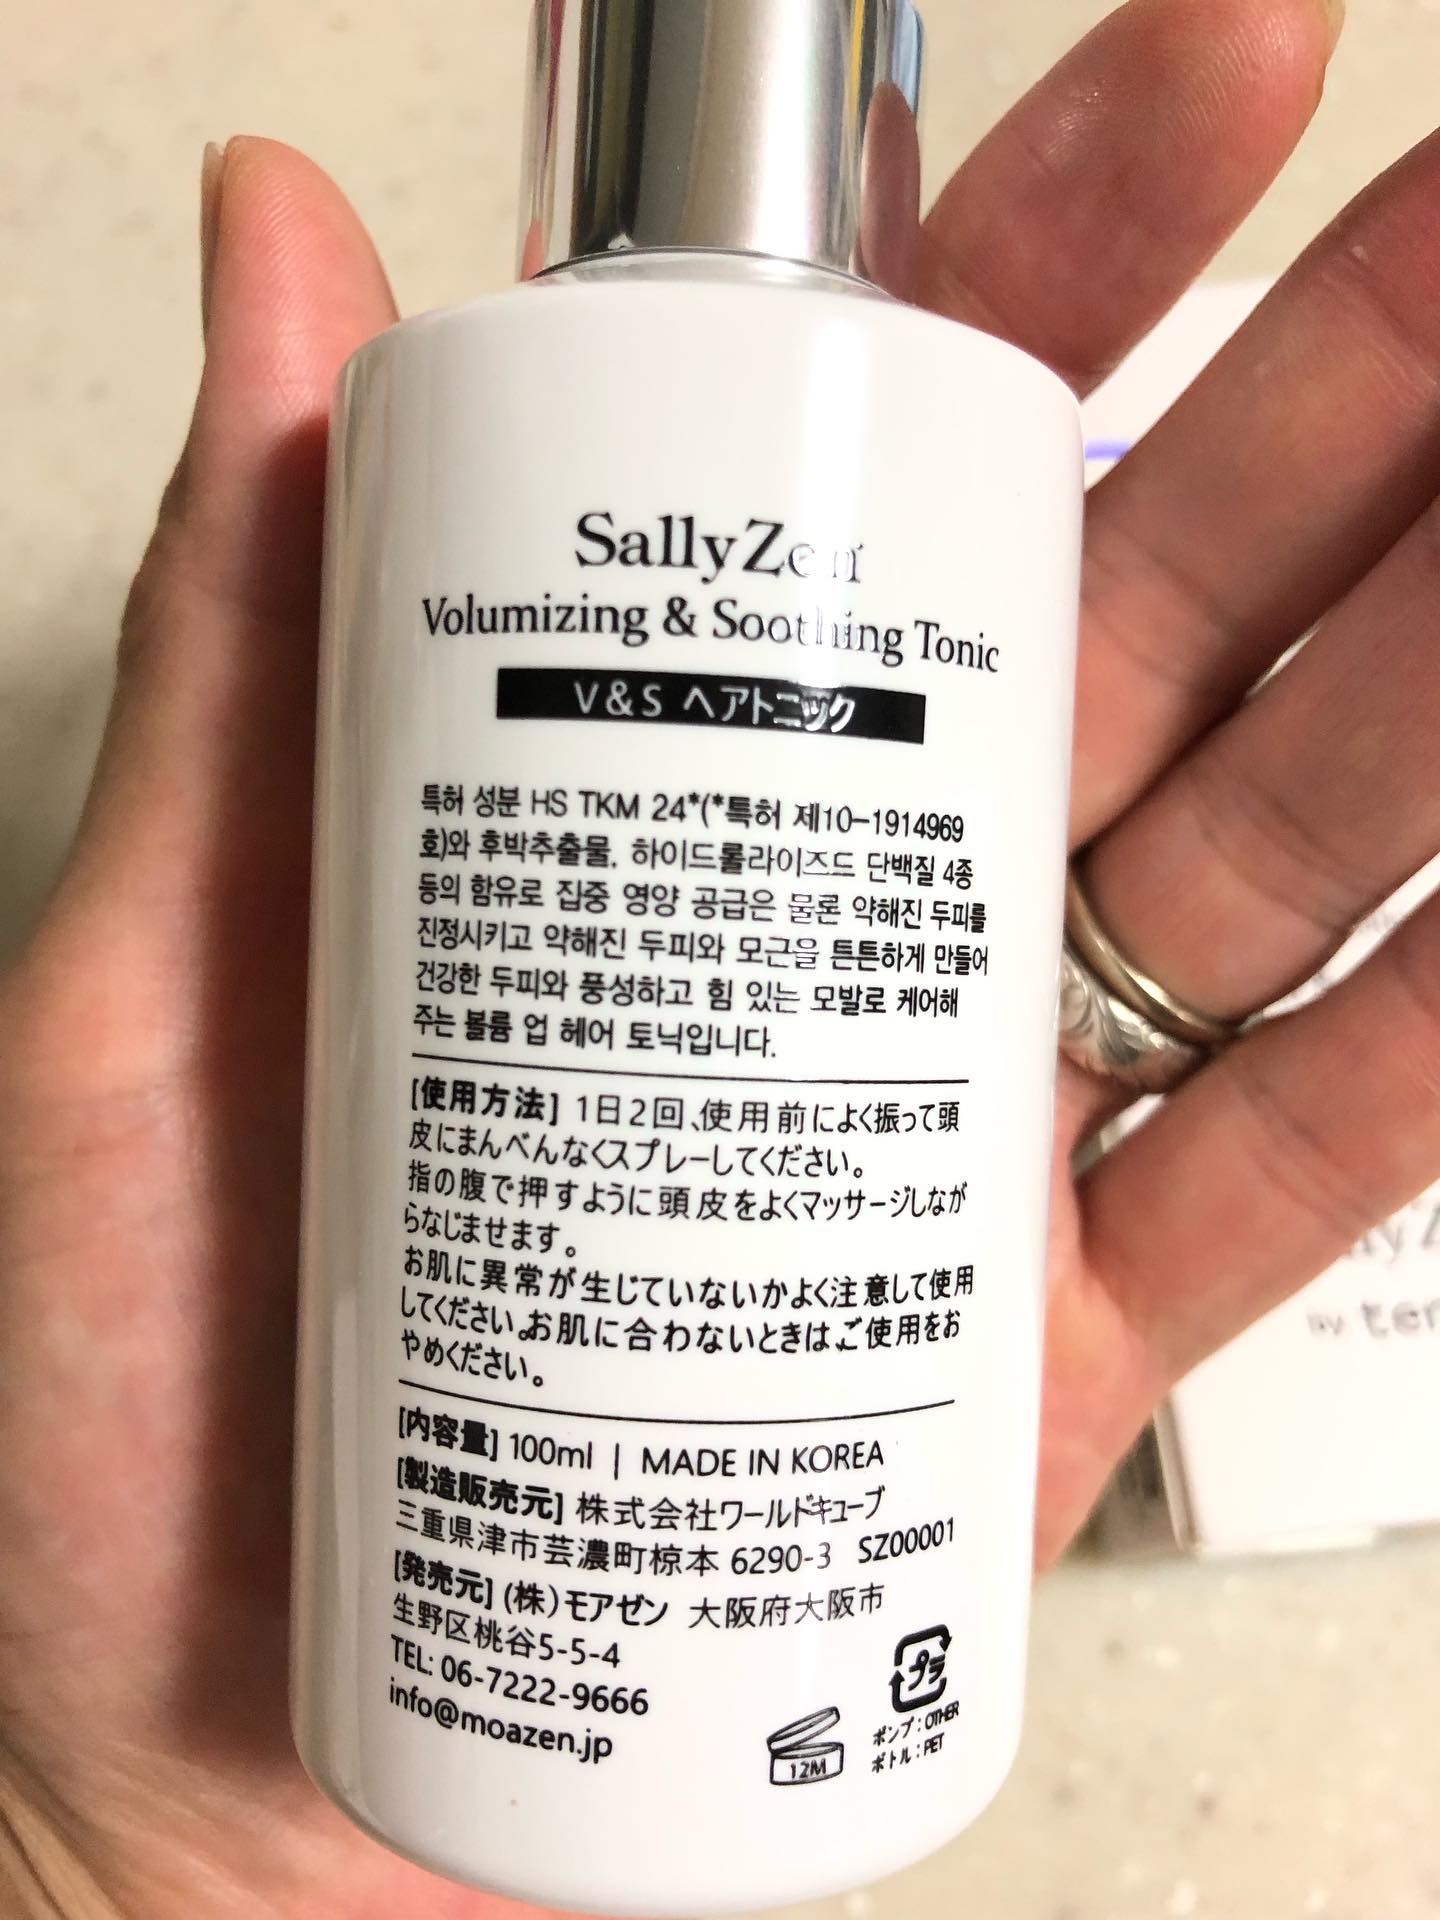 SallyZen
Volumizing & Soothing Tonic
V&S ヘアトニック
특허 성분 HS TKM 24*(*특허 제10-1914969
호)와 후박추출물, 하이드롤라이즈드 단백질 4종
등의 함유로 집중 영양 공급은 물론 약해진 두피를
진정시키고 약해진 두피와 모근을 튼튼하게 만들어
건강한 두피와 풍성하고 힘 있는 모발로 케어해
주는 볼륨 업 헤어 토닉입니다.
[使用方法] 1日2回、使用前によく振って頭
皮にまんべんなくスプレーしてください。
指の腹で押すように頭皮をよくマッサージしなが
らなじませます。
お肌に異常が生じていないかよく注意して使用
してください。お肌に合わないときは、ご使用をお
やめください。
[内容量] 100ml | MADE IN KOREA
[製造販売元] 株式会社ワールドキューブ
三重県津市芸濃町椋本 6290-3 SZ00001
[発売元] (株)モアゼン 大阪府大阪市
生野区桃谷5-5-4
TEL: 06-7222-9666
info@moazen.jp
12M
プラ
ポンプ : OTHER
ボトル : PET
by